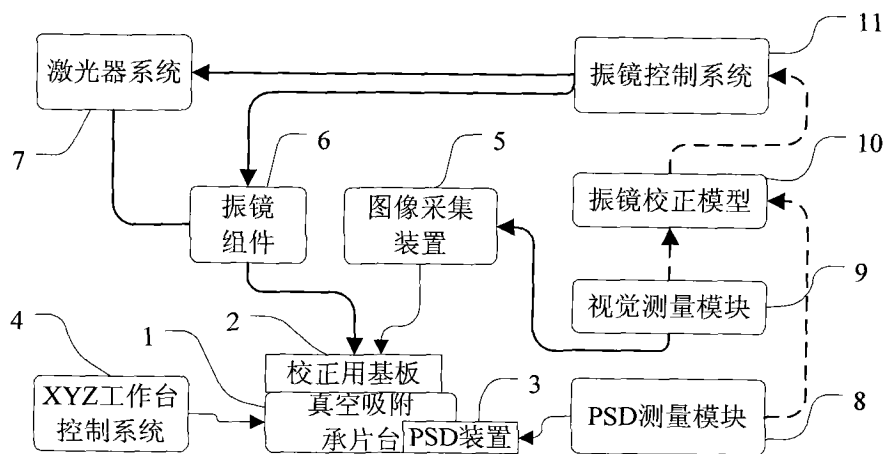 11
激光器系统
振镜控制系统
7
6
5
10
振镜
组件
图像采集
装置
振镜校正模型
9
4
1
2
视觉测量模块
3
校正用基板
XYZ工作台
控制系统
真空吸附
承片台
PSD装置
PSD测量模块
8